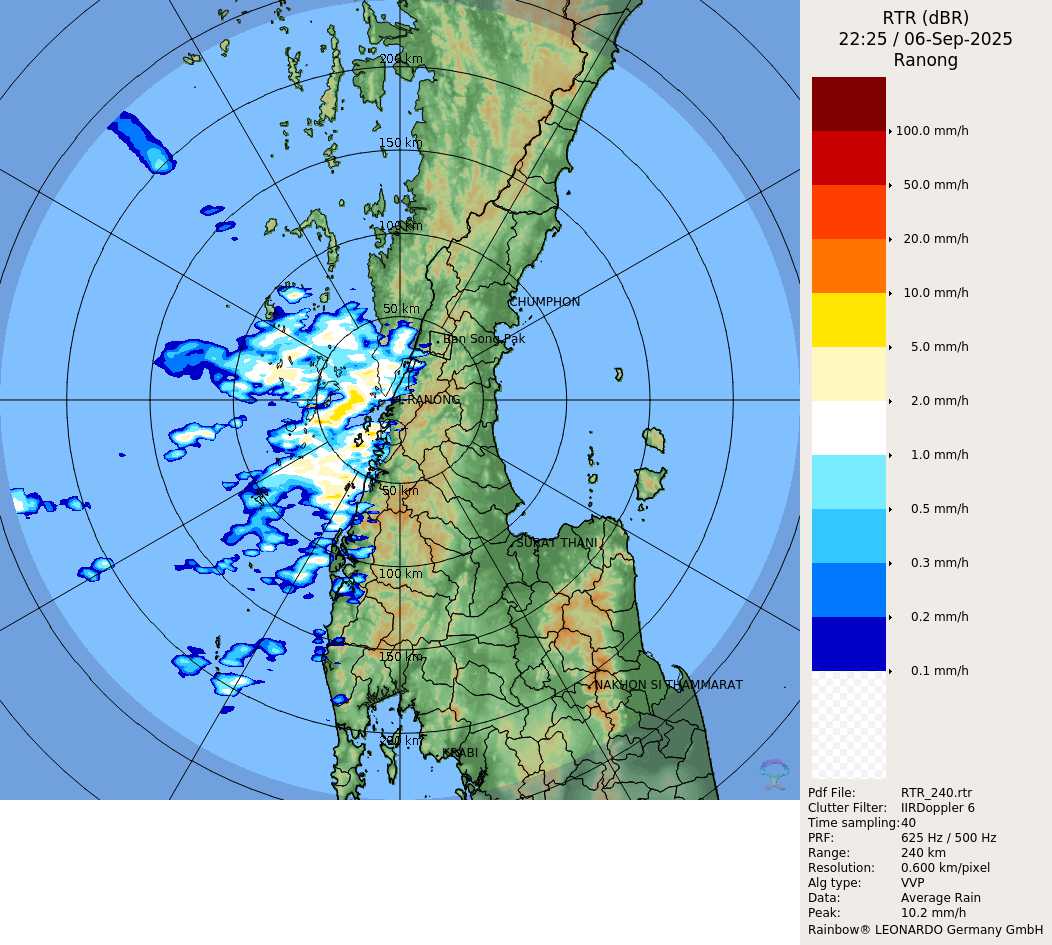 RTR (dBR)
22:25 / 06-Sep-2025
Ranong
200 km
150 km
100 km
50 km
CHUMPHON
Ban Song Pak
RANONG
50 km
SURAT THANI
100 km
150 km
NAKHON SI THAMMARAT
200 km
KRABI
100.0 mm/h
50.0 mm/h
20.0 mm/h
10.0 mm/h
5.0 mm/h
2.0 mm/h
1.0 mm/h
0.5 mm/h
0.3 mm/h
0.2 mm/h
0.1 mm/h
Pdf File: RTR_240.rtr
Clutter Filter: IIRDoppler 6
Time sampling:40
PRF: 625 Hz / 500 Hz
Range: 240 km
Resolution: 0.600 km/pixel
Alg type: VVP
Data: Average Rain
Peak: 10.2 mm/h
Rainbow® LEONARDO Germany GmbH